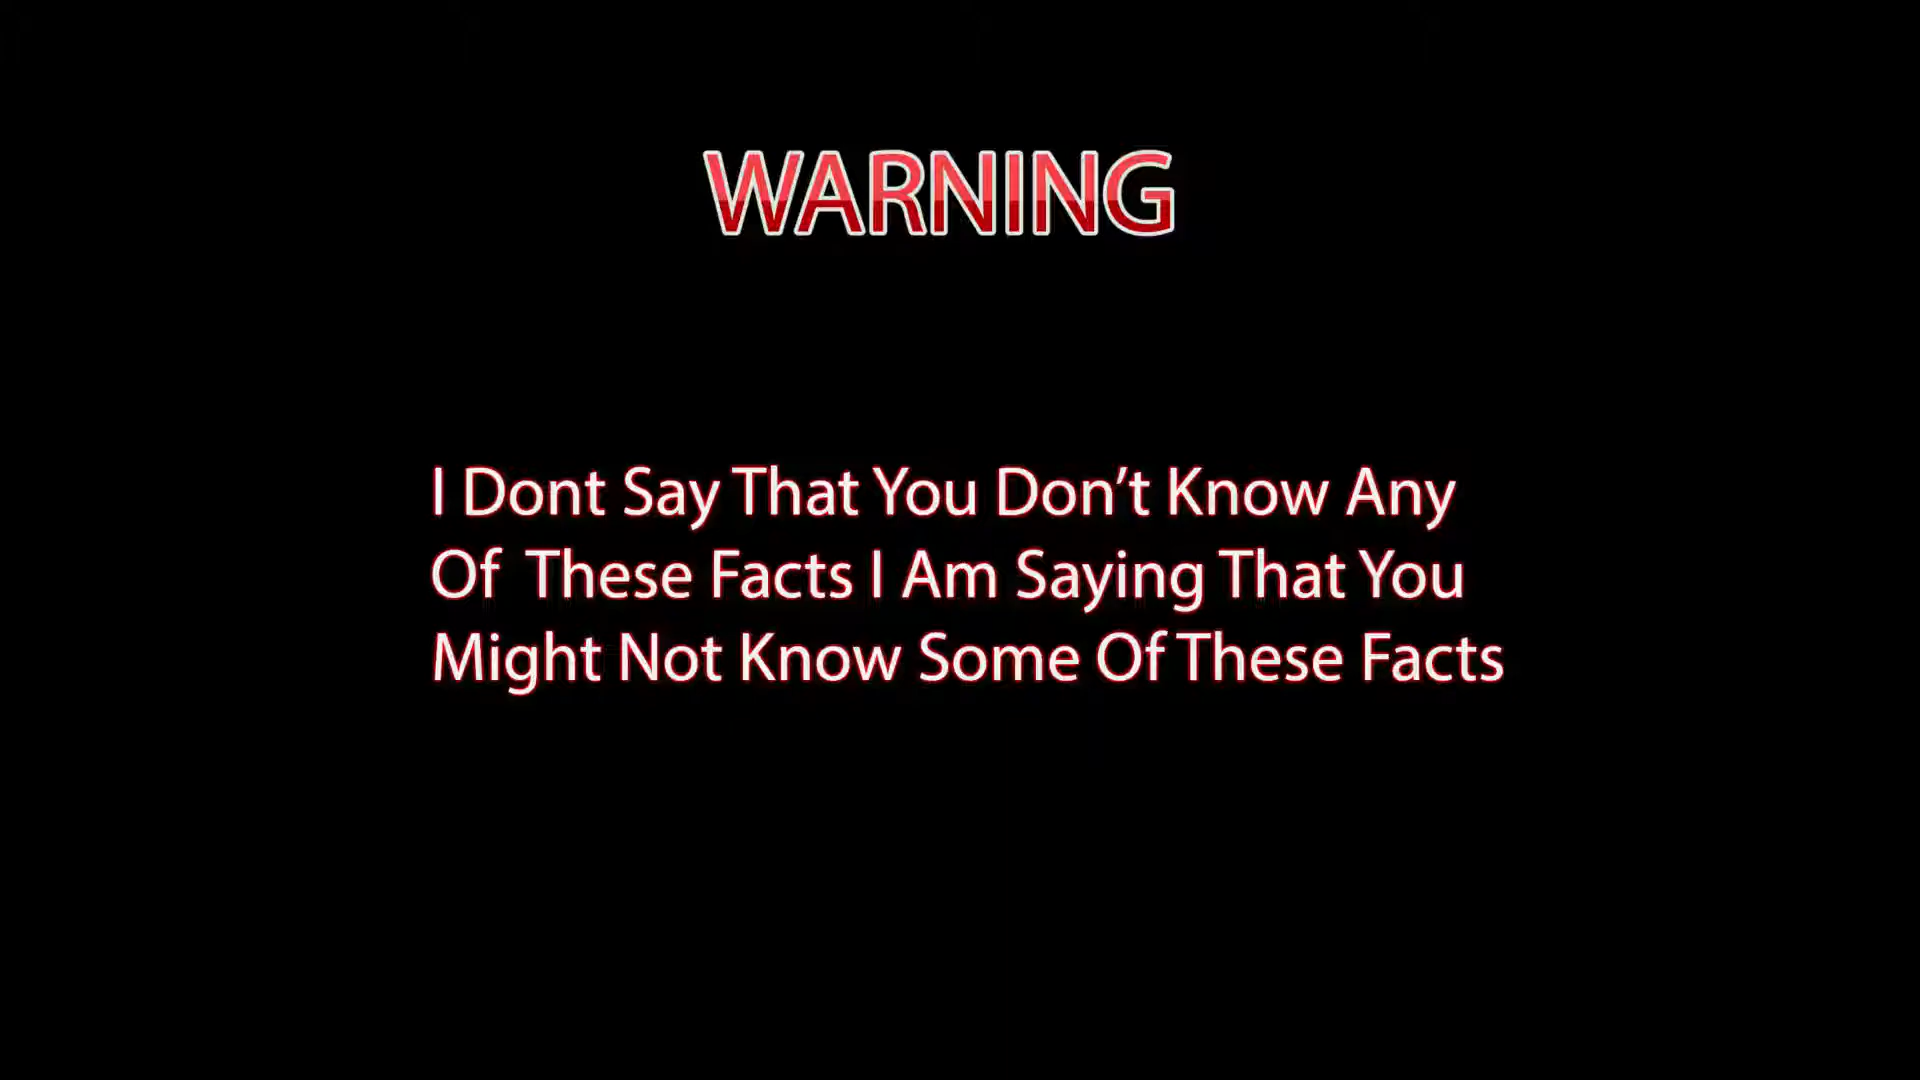 WARNING
I Dont Say That You Don’t Know Any
Of These Facts I Am Saying That You
Might Not Know Some Of These Facts